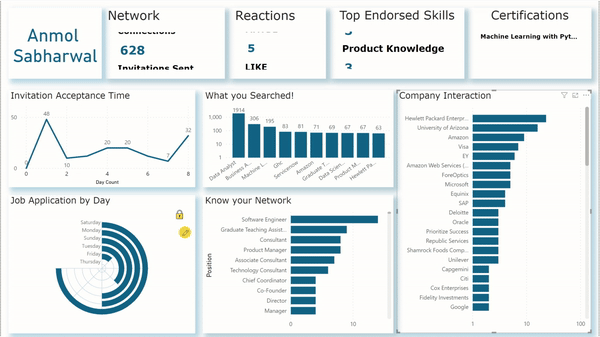 Anmol
Sabharwal
Network
Connections
628
Invitations Sent
Reactions
5
LIKE
Top Endorsed Skills
Product Knowledge
3
Certifications
Machine Learning with Pyt...
Invitation Acceptance Time
50
0
48
10
20
20
7
32
0
2
4
6
8
Day Count
What you Searched!
1,000
100
10
1
1914
306
195
83
81
71
69
67
67
63
Data Analyst
Business A...
Machine L...
Servicenow
Amazon
Graduate T...
Data Scien...
Product M...
Hewlett Pa...
Company Interaction
Hewlett Packard Enterpr...
University of Arizona
Amazon
Visa
EY
Amazon Web Services (...
ForeOptics
Microsoft
Equinix
SAP
Deloitte
Oracle
Prioritize Success
Republic Services
Shamrock Foods Comp...
Unilever
Capgemini
Citi
Cox Enterprises
Fidelity Investments
Google
1
10
100
Job Application by Day
Saturday
Monday
Sunday
Tuesday
Friday
Thursday
Know your Network
Position
Software Engineer
Graduate Teaching Assist...
Consultant
Product Manager
Associate Consultant
Technology Consultant
Chief Coordinator
Co-Founder
Director
Manager
0
10